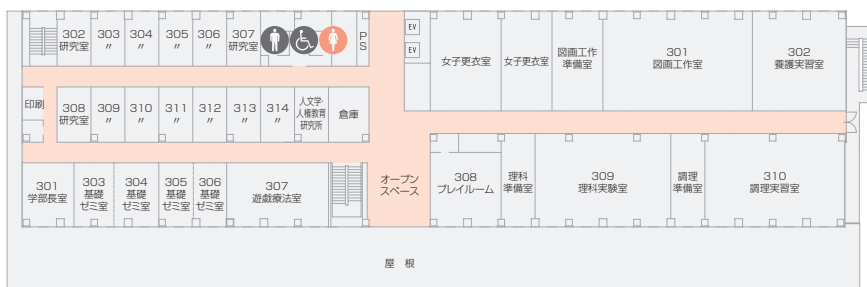 302
研究室
303
〃
304
〃
305
〃
306
〃
307
研究室
PS
EV
EV
女子更衣室
女子更衣室
図画工作
準備室
301
図画工作室
302
養護実習室
印刷
308
研究室
309
〃
310
〃
311
〃
312
〃
313
〃
314
〃
人文学・
人権教育
研究所
倉庫
301
学部長室
303
基礎
ゼミ室
304
基礎
ゼミ室
305
基礎
ゼミ室
306
基礎
ゼミ室
307
遊戯療法室
オープン
スペース
308
プレイルーム
理科
準備室
309
理科実験室
調理
準備室
310
調理実習室
屋 根